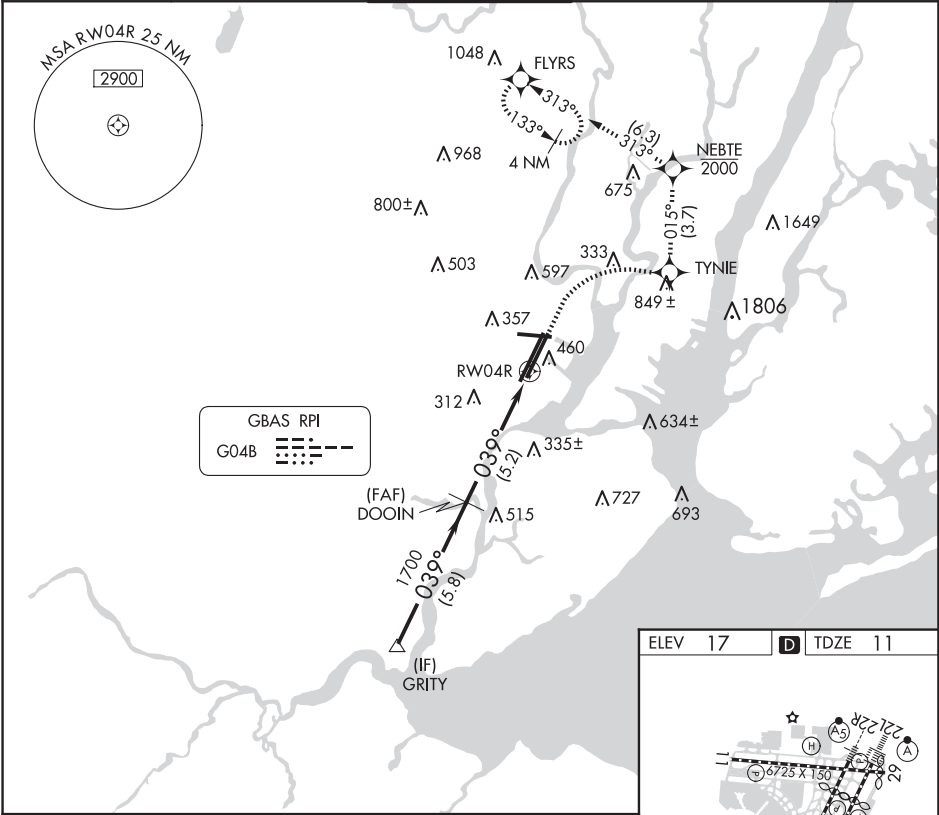 MSA RW04R 25 NM
2900
1048
FLYRS
313°
133°
4 NM
(6.3)
313°
NEBTE
2000
968
675
800±
015°
(3.7)
1649
503
597
333
TYNIE
849±
357
1806
460
RW04R
312
GBAS RPI
G04B
039°
(5.2)
335±
634±
(FAF)
DOOIN
515
727
693
1700
039°
(5.8)
(IF)
GRITY
ELEV 17
D
TDZE 11
A5
22R
22L
A
H
11
P
6725 X 150
P
29
P